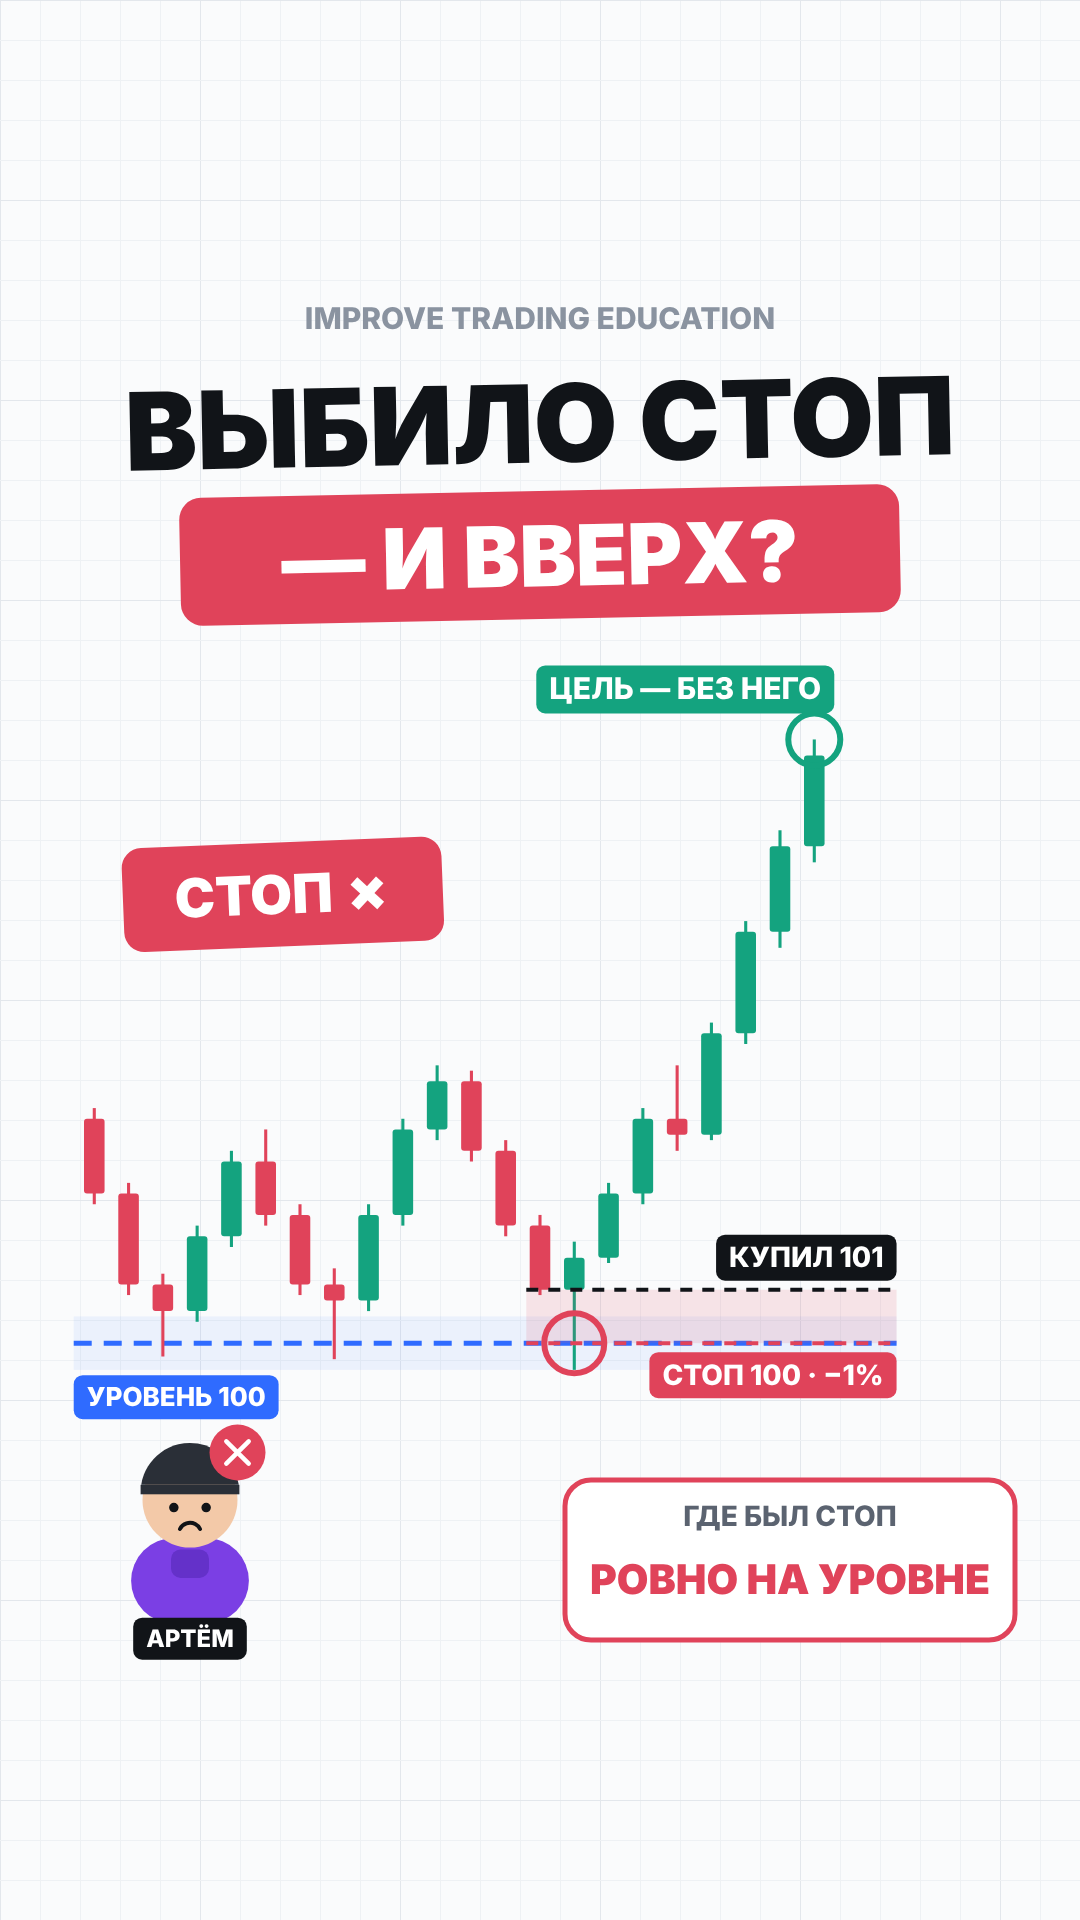 IMPROVE TRADING EDUCATION
ВЫБИЛО СТОП
— И ВВЕРХ?
ЦЕЛЬ — БЕЗ НЕГО
СТОП ✖
КУПИЛ 101
СТОП 100 · −1%
УРОВЕНЬ 100
ГДЕ БЫЛ СТОП
РОВНО НА УРОВНЕ
АРТЁМ